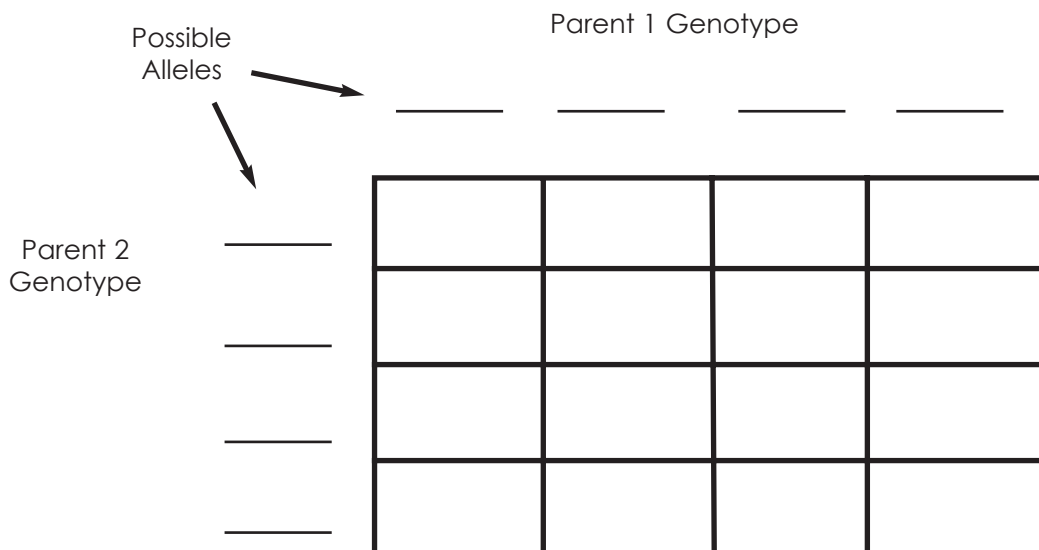 Parent 1 Genotype
Possible
Alleles
Parent 2
Genotype